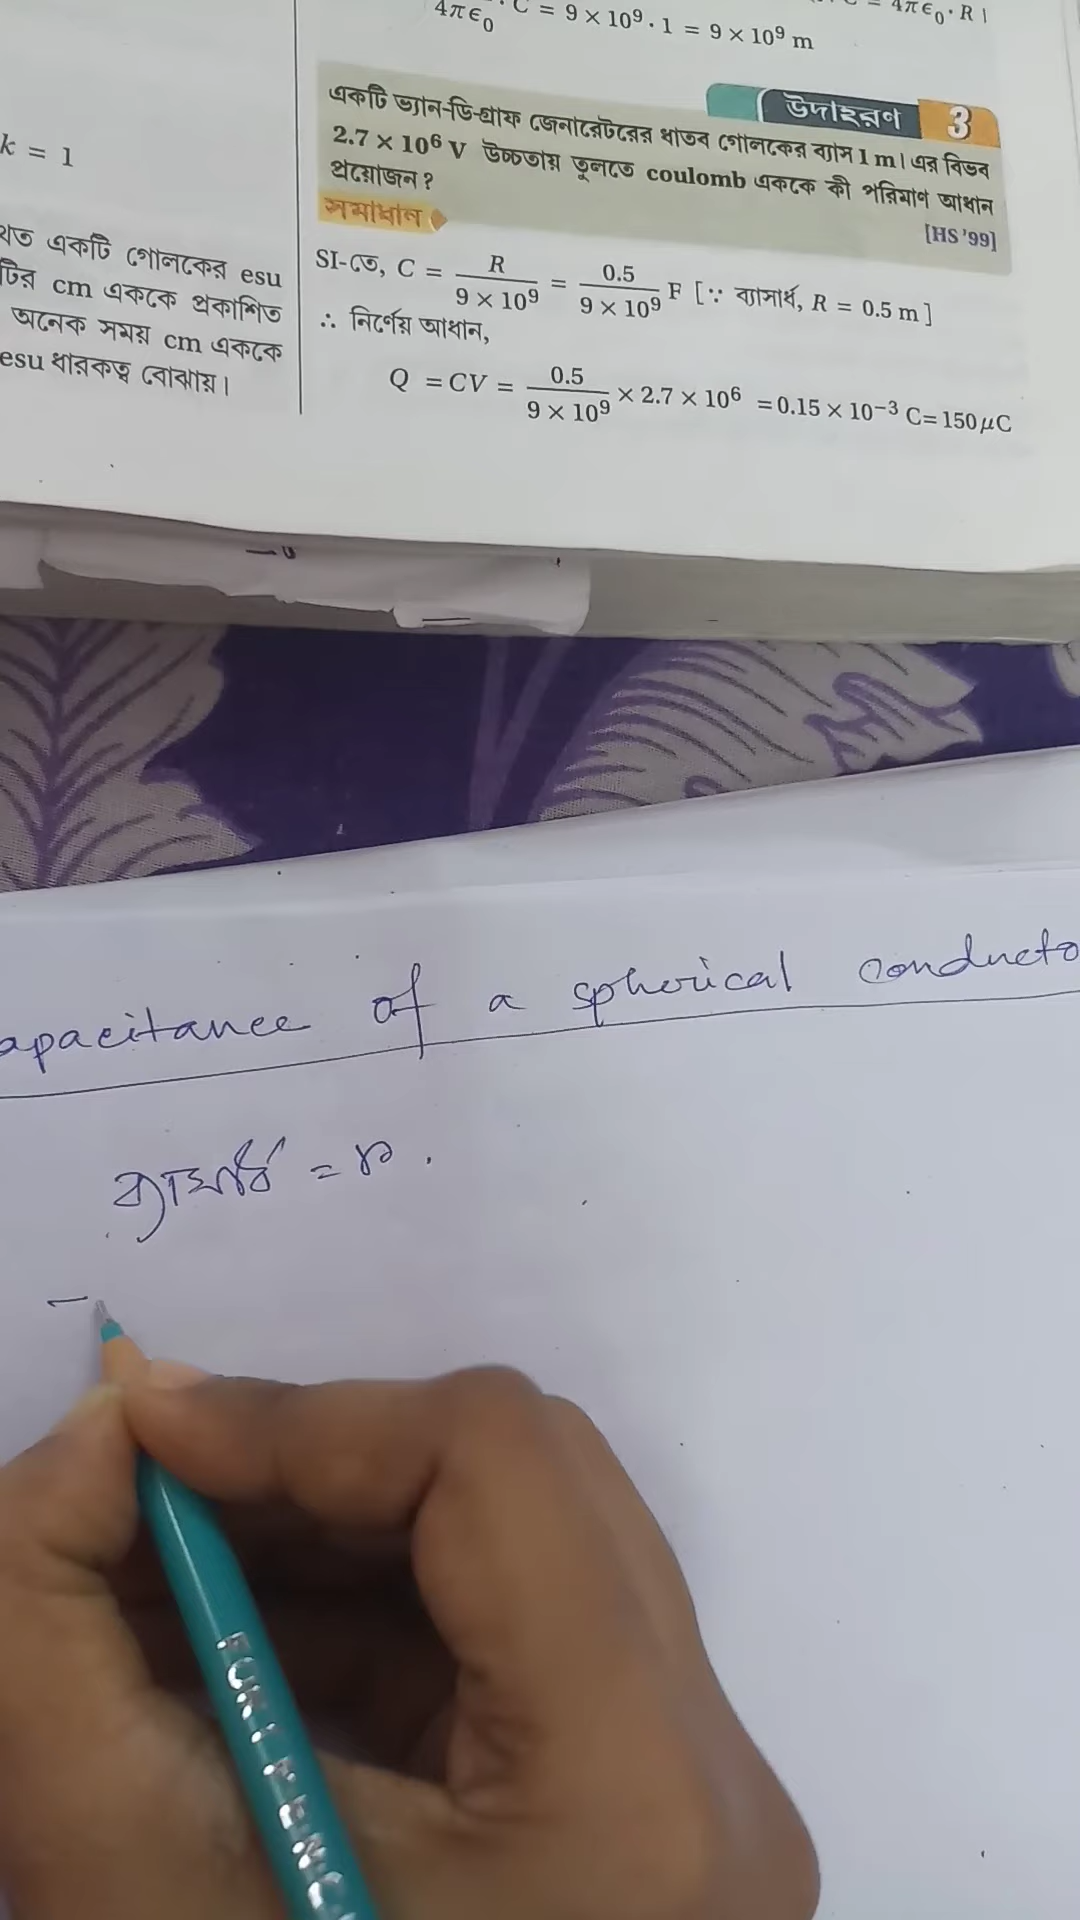 4πϵ₀ · C = 9 × 10⁹ · 1 = 9 × 10⁹ m
= 4πϵ₀ · R ।
k = 1
একটি গোলকের esu
টির cm এককে প্রকাশিত
অনেক সময় cm এককে
esu ধারকত্ব বোঝায়।
উদাহরণ 3
একটি ভ্যান-ডি-গ্রাফ জেনারেটরের ধাতব গোলকের ব্যাস 1 m। এর বিভব
2.7 × 10⁶ V উচ্চতায় তুলতে coulomb এককে কী পরিমাণ আধান
প্রয়োজন?
[HS '99]
সমাধান
SI-তে, C = R / 9 × 10⁹ = 0.5 / 9 × 10⁹ F [∵ ব্যাসার্ধ, R = 0.5 m]
∴ নির্ণেয় আধান,
Q = CV = 0.5 / 9 × 10⁹ × 2.7 × 10⁶ = 0.15 × 10⁻³ C = 150 μC
apacitance of a spherical conducto
ব্যাসার্ধ = r.